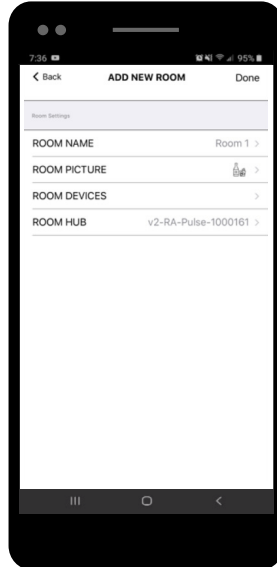 7:36 95%
< Back ADD NEW ROOM Done
Room Settings
ROOM NAME Room 1 >
ROOM PICTURE >
ROOM DEVICES >
ROOM HUB v2-RA-Pulse-1000161 >